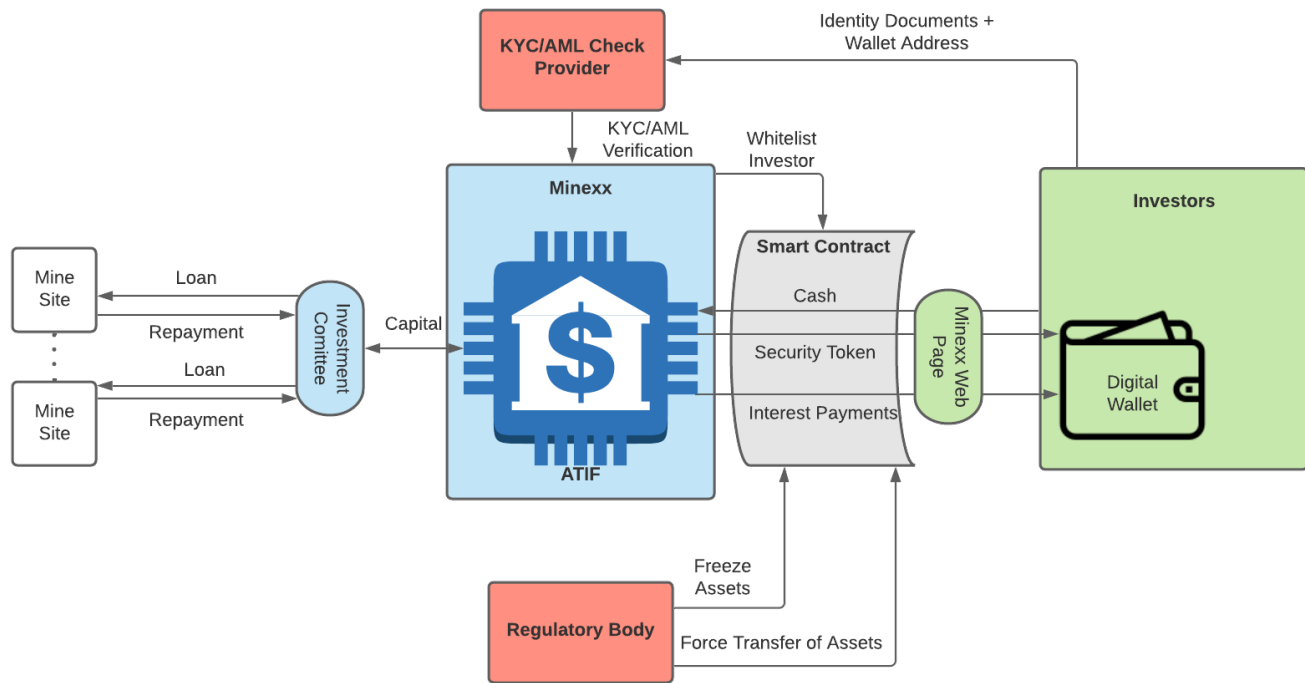 Identity Documents +
Wallet Address
KYC/AML Check
Provider
KYC/AML
Verification
Whitelist
Investor
Minexx
Investors
Smart Contract
Mine
Site
Loan
Repayment
Investment
Comittee
Capital
Cash
Security Token
Interest Payments
Minexx Web
Page
Digital
Wallet
Loan
Repayment
Mine
Site
$
ATIF
Freeze
Assets
Regulatory Body
Force Transfer of Assets